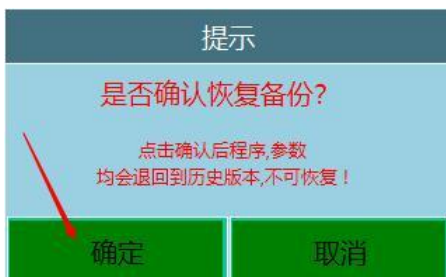 提示
是否确认恢复备份?
点击确认后程序,参数
均会退回到历史版本,不可恢复！
确定
取消